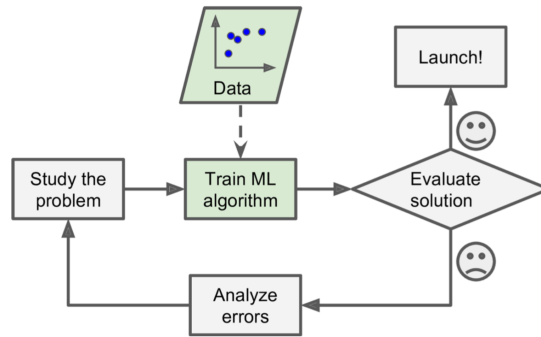 Data
Launch!
Study the
problem
Train ML
algorithm
Evaluate
solution
Analyze
errors